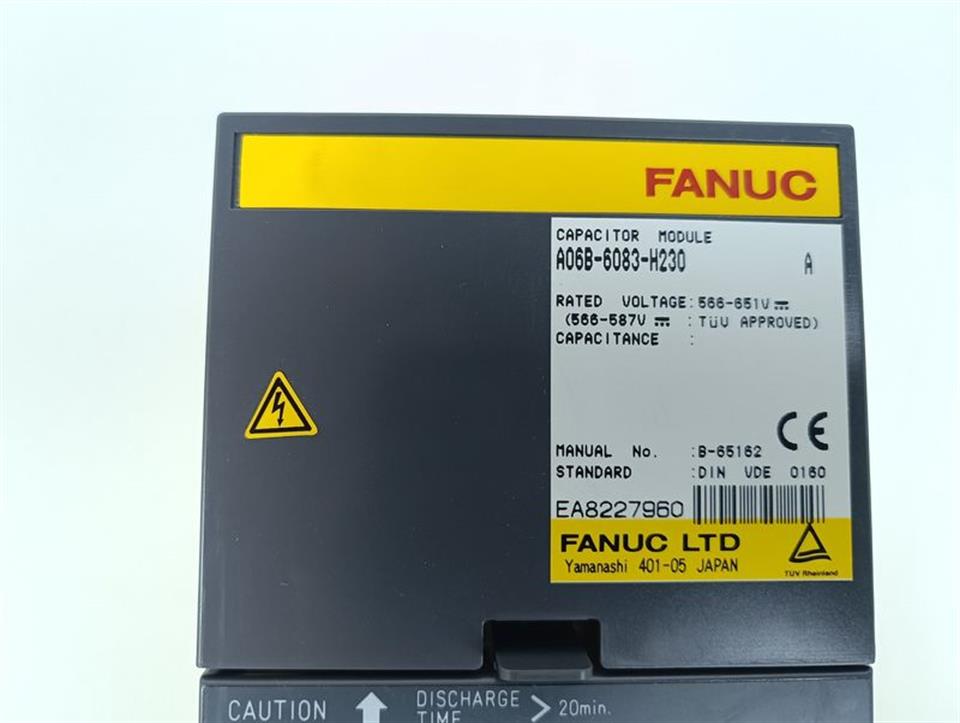 FANUC
CAPACITOR MODULE
A06B-6083-H230 A
RATED VOLTAGE:566-651V
(566-587V :TüV APPROVED)
CAPACITANCE :
CE
MANUAL No. :B-65162
STANDARD :DIN VDE 0160
EA8227960
FANUC LTD
Yamanashi 401-05 JAPAN
TÜV Rheinland
CAUTION
DISCHARGE
TIME > 20min.